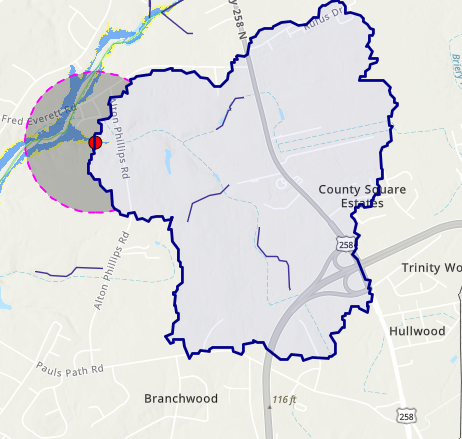 y 258 N
Rufus Dr
Briery
Fred Everett Rd
Alton Phillips Rd
County Square
Estates
258
Alton Phillips Rd
Trinity Wo
Hullwood
Pauls Path Rd
Branchwood
116 ft
258